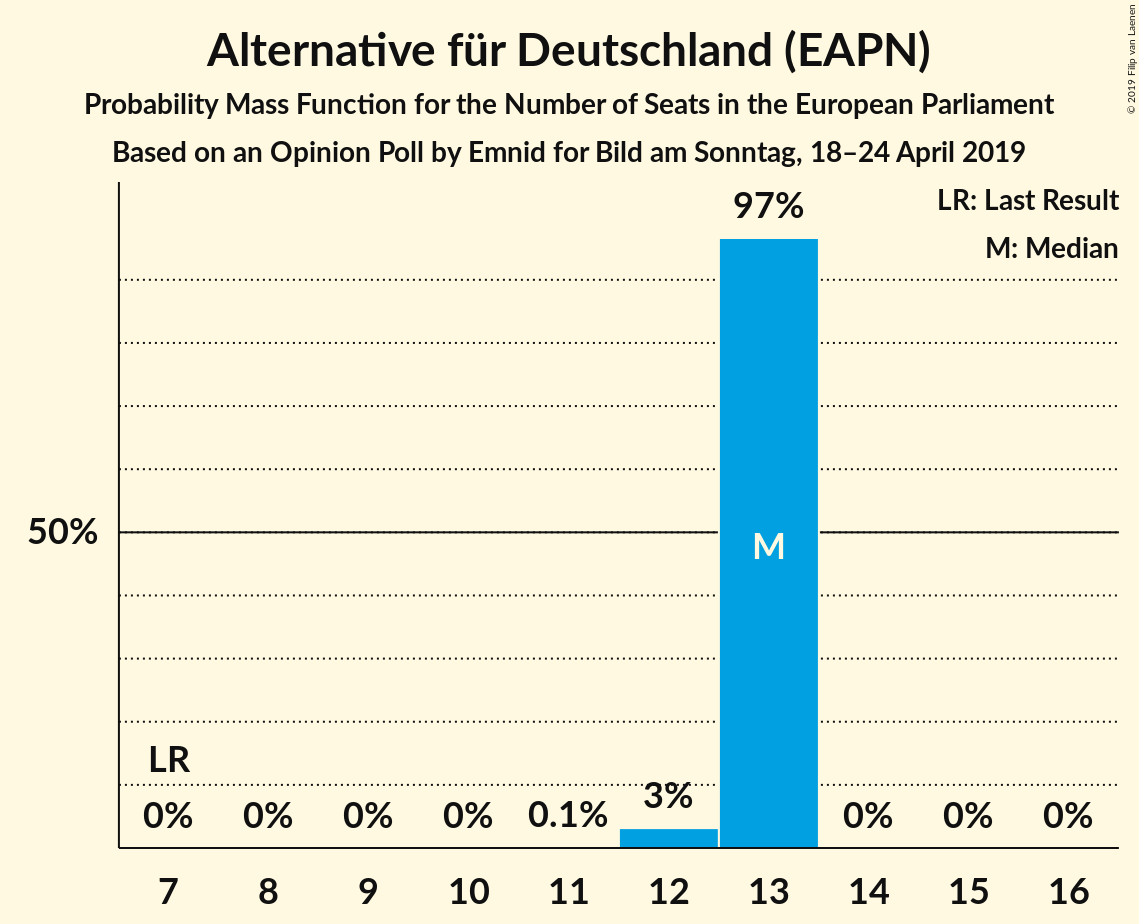 Alternative für Deutschland (EAPN)
Probability Mass Function for the Number of Seats in the European Parliament
Based on an Opinion Poll by Emnid for Bild am Sonntag, 18–24 April 2019
© 2019 Filip van Laenen
LR: Last Result
M: Median
97%
50%
M
LR
0% 0% 0% 0% 0.1% 3% 0% 0% 0%
7 8 9 10 11 12 13 14 15 16